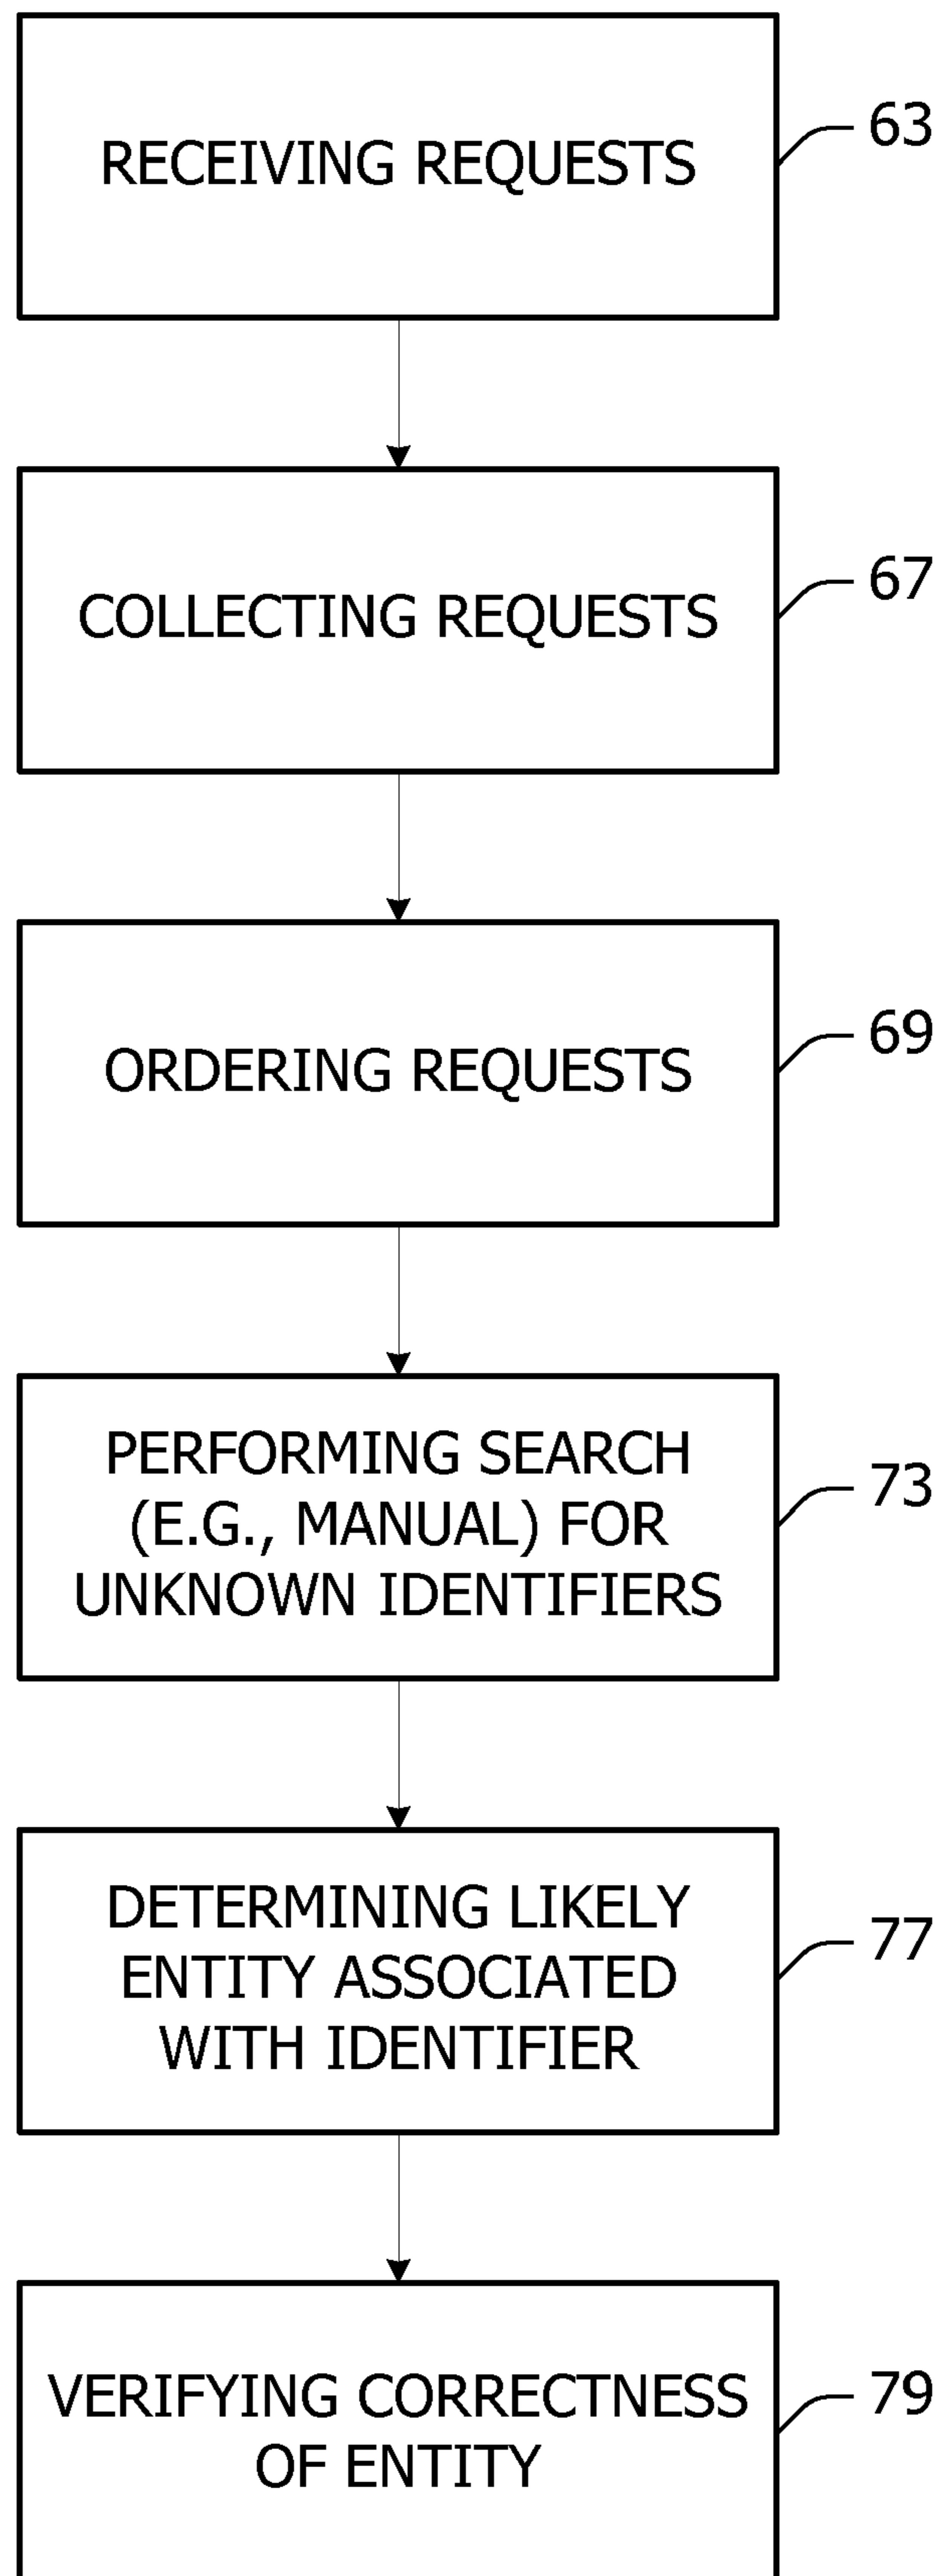 RECEIVING REQUESTS
63
COLLECTING REQUESTS
67
ORDERING REQUESTS
69
PERFORMING SEARCH
(E.G., MANUAL) FOR
UNKNOWN IDENTIFIERS
73
DETERMINING LIKELY
ENTITY ASSOCIATED
WITH IDENTIFIER
77
VERIFYING CORRECTNESS
OF ENTITY
79